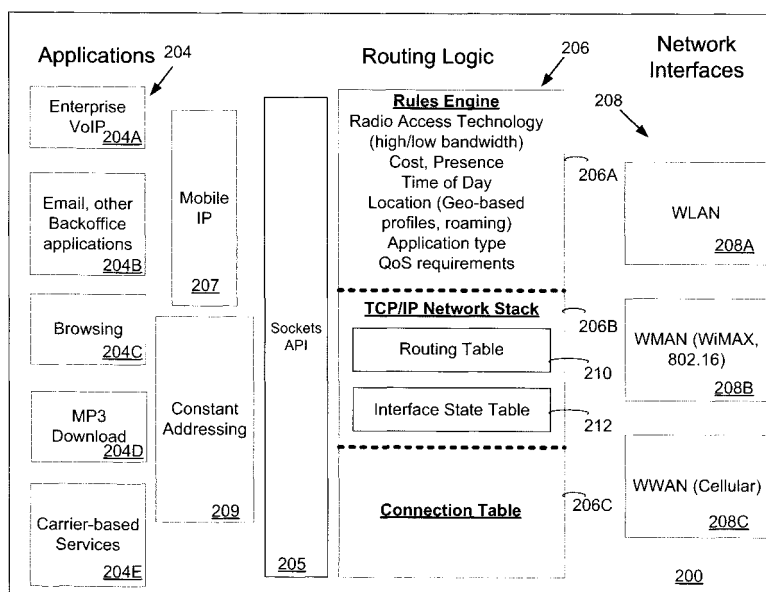 Applications
204
Routing Logic
206
Network
Interfaces
208
Enterprise
VoIP
204A
Email, other
Backoffice
applications
204B
Browsing
204C
MP3
Download
204D
Carrier-based
Services
204E
Mobile
IP
207
Constant
Addressing
209
Sockets
API
205
Rules Engine
Radio Access Technology
(high/low bandwidth)
Cost, Presence
Time of Day
Location (Geo-based
profiles, roaming)
Application type
QoS requirements
206A
TCP/IP Network Stack
206B
Routing Table
210
Interface State Table
212
Connection Table
206C
WLAN
208A
WMAN (WiMAX,
802.16)
208B
WWAN (Cellular)
208C
200